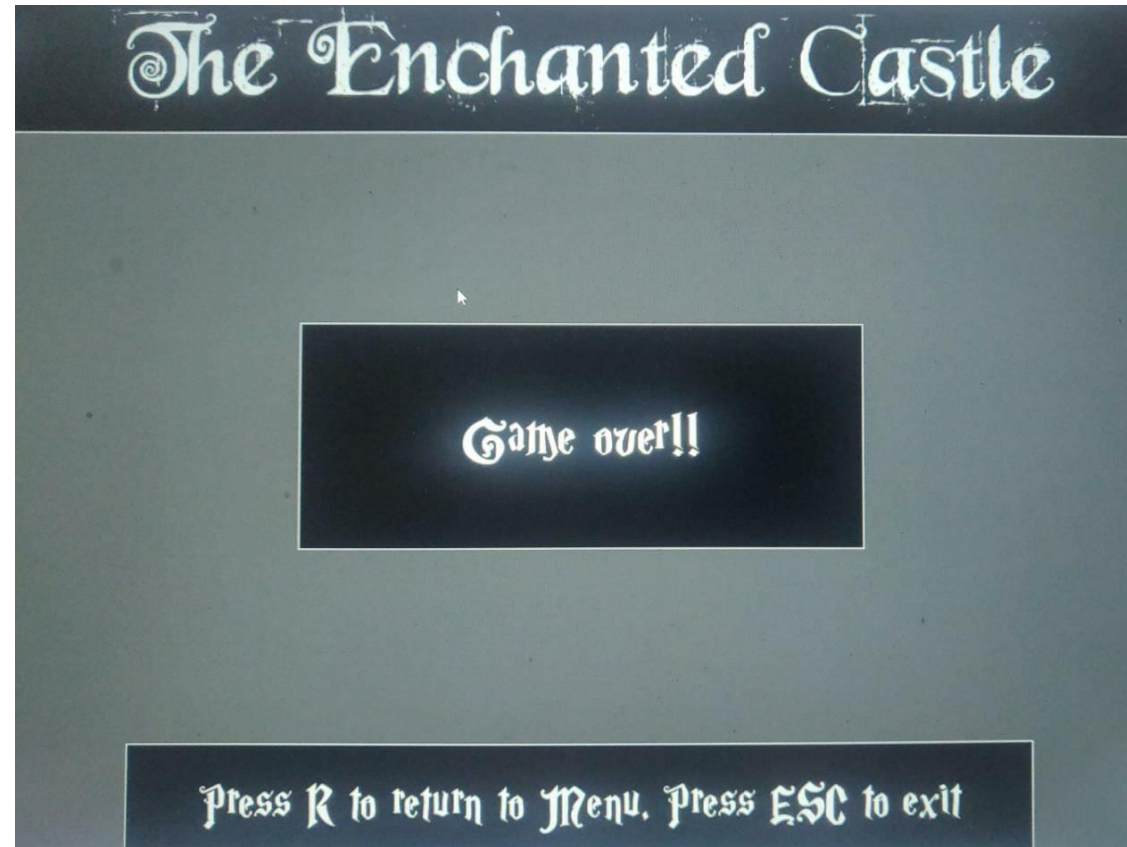 The Enchanted Castle
Game over!!
Press R to return to Menu. Press ESC to exit